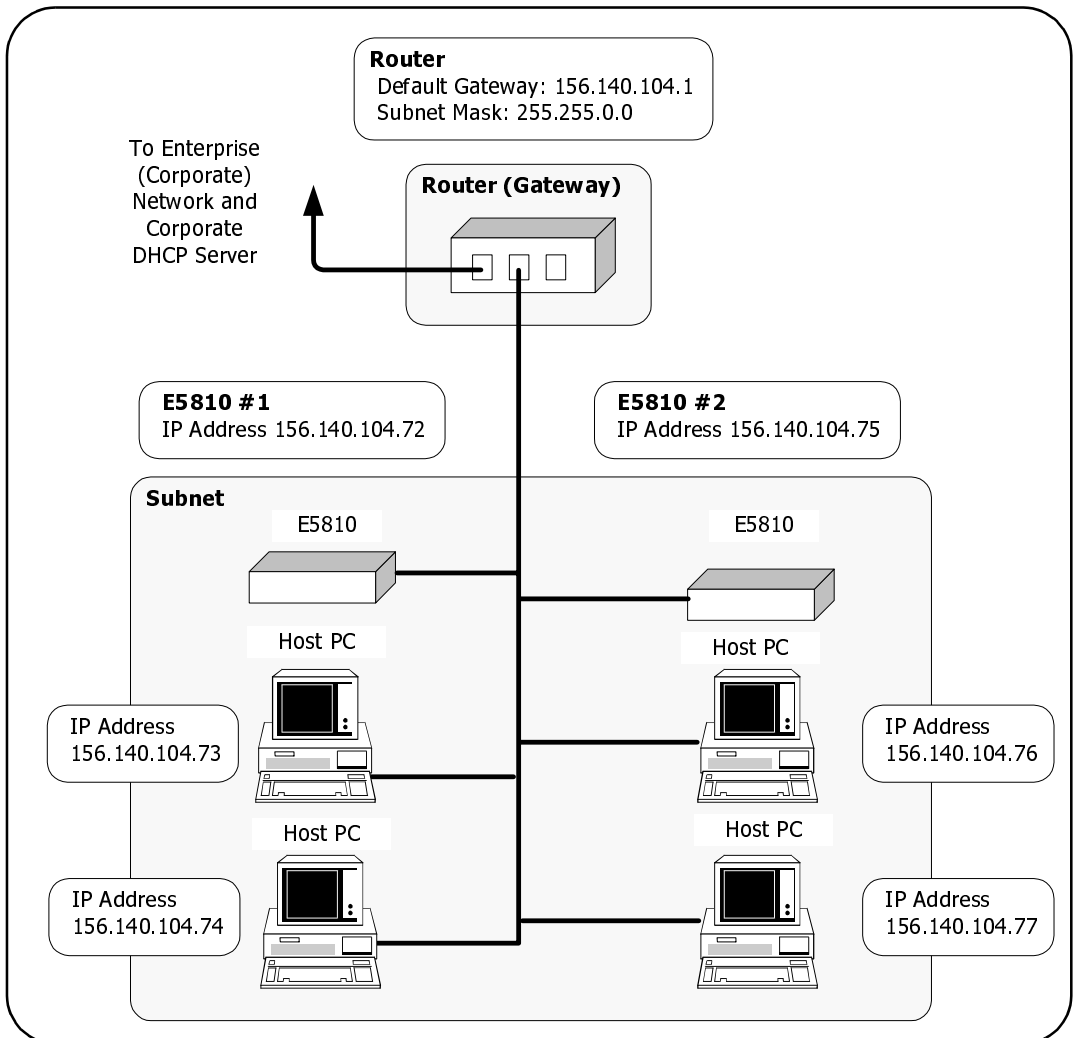 Router
Default Gateway: 156.140.104.1
Subnet Mask: 255.255.0.0
To Enterprise
(Corporate)
Network and
Corporate
DHCP Server
Router (Gateway)
E5810 #1
IP Address 156.140.104.72
E5810 #2
IP Address 156.140.104.75
Subnet
E5810
E5810
Host PC
Host PC
IP Address
156.140.104.73
IP Address
156.140.104.76
Host PC
Host PC
IP Address
156.140.104.74
IP Address
156.140.104.77